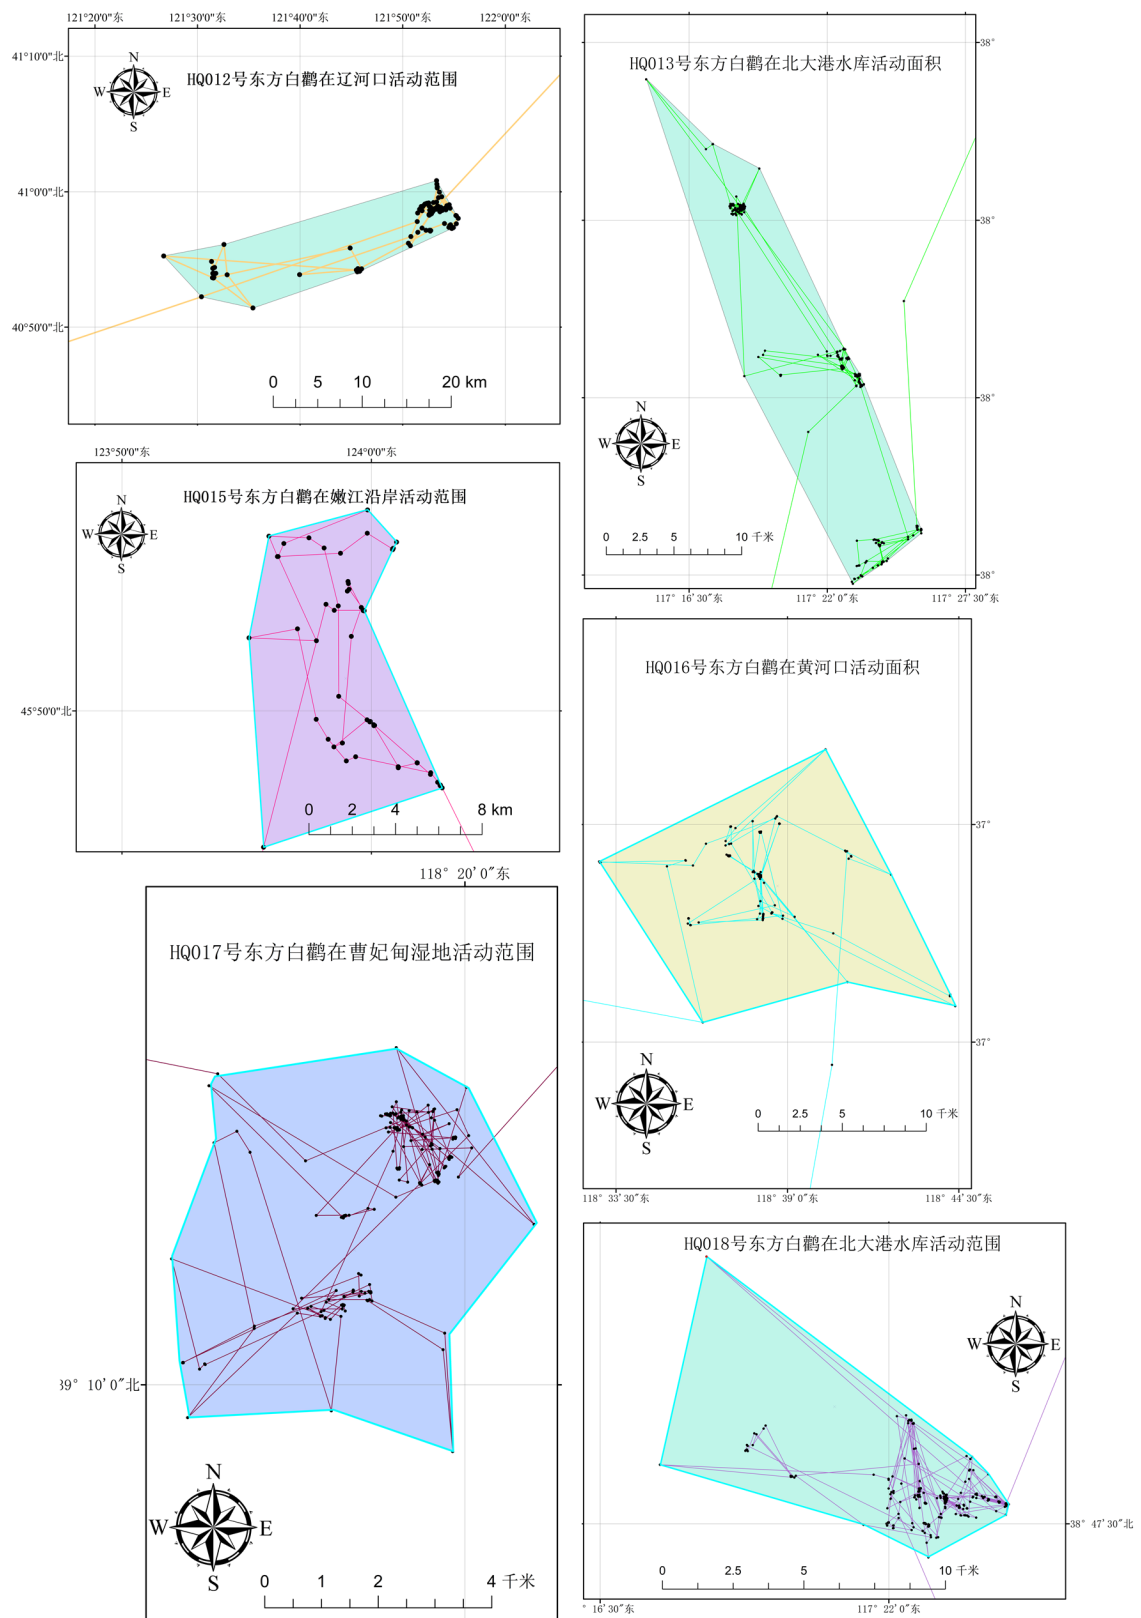 121°20'0"东 121°30'0"东 121°40'0"东 121°50'0"东 122°0'0"东
41°10'0"北
41°0'0"北
40°50'0"北
HQ012号东方白鹳在辽河口活动范围
N
W E
S
0 5 10 20 km
HQ013号东方白鹳在北大港水库活动面积
38°
38°
38°
38°
N
W E
S
0 2.5 5 10 千米
117° 16'30"东 117° 22'0"东 117° 27'30"东
123°50'0"东 124°0'0"东
HQ015号东方白鹳在嫩江沿岸活动范围
N
W E
S
45°50'0"北
0 2 4 8 km
HQ016号东方白鹳在黄河口活动面积
37°
37°
N
W E
S
0 2.5 5 10 千米
118° 33'30"东 118° 39'0"东 118° 44'30"东
118° 20'0"东
HQ017号东方白鹳在曹妃甸湿地活动范围
39° 10'0"北
N
W E
S
0 1 2 4 千米
HQ018号东方白鹳在北大港水库活动范围
N
W E
S
38° 47'30"北
0 2.5 5 10 千米
° 16'30"东 117° 22'0"东